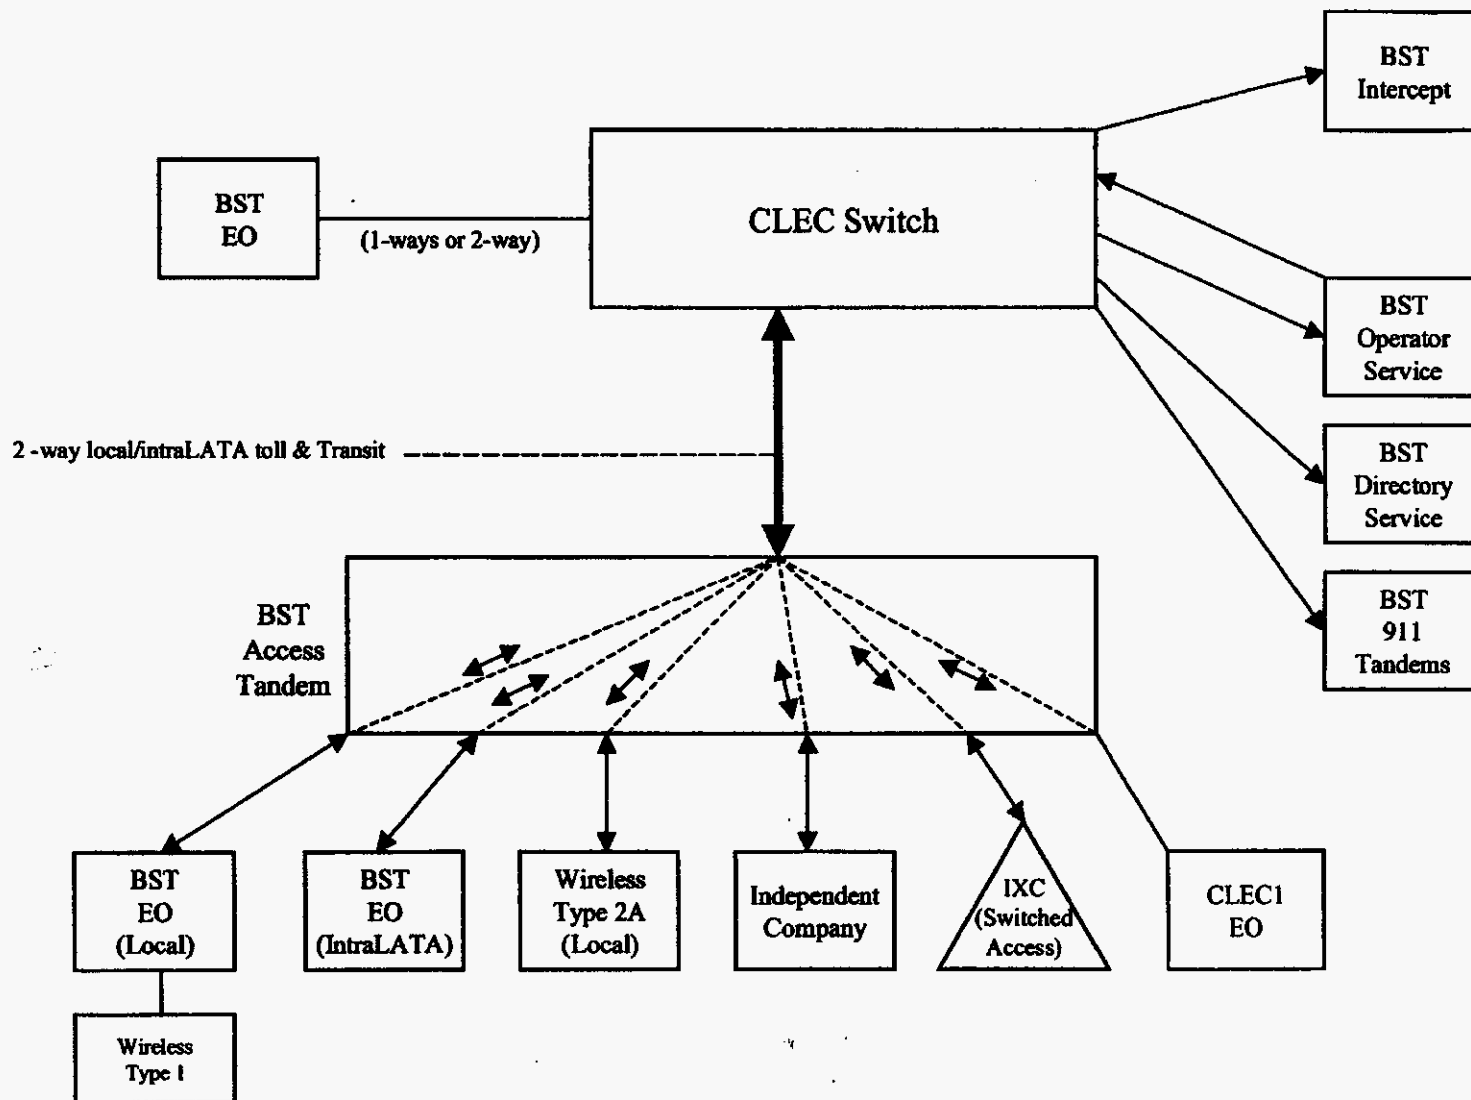 BST
Intercept
BST
EO
(1-ways or 2-way)
CLEC Switch
BST
Operator
Service
2 -way local/intraLATA toll & Transit
BST
Directory
Service
BST
911
Tandems
BST
Access
Tandem
BST
EO
(Local)
BST
EO
(IntraLATA)
Wireless
Type 2A
(Local)
Independent
Company
IXC
(Switched
Access)
CLEC1
EO
Wireless
Type 1